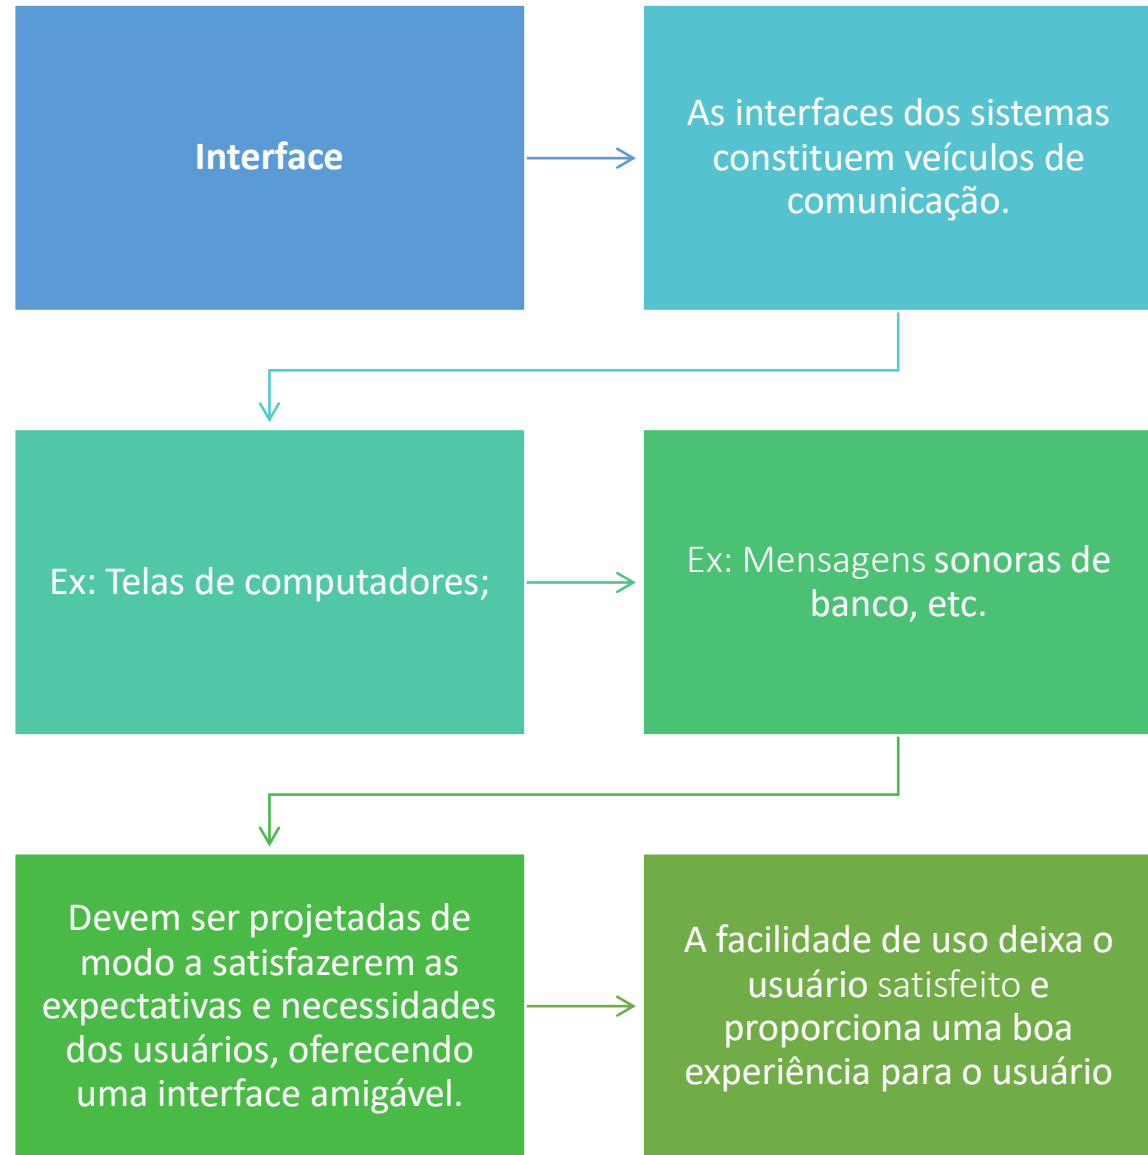 Interface
As interfaces dos sistemas
constituem veículos de
comunicação.
Ex: Telas de computadores;
Ex: Mensagens sonoras de
banco, etc.
Devem ser projetadas de
modo a satisfazerem as
expectativas e necessidades
dos usuários, oferecendo
uma interface amigável.
A facilidade de uso deixa o
usuário satisfeito e
proporciona uma boa
experiência para o usuário